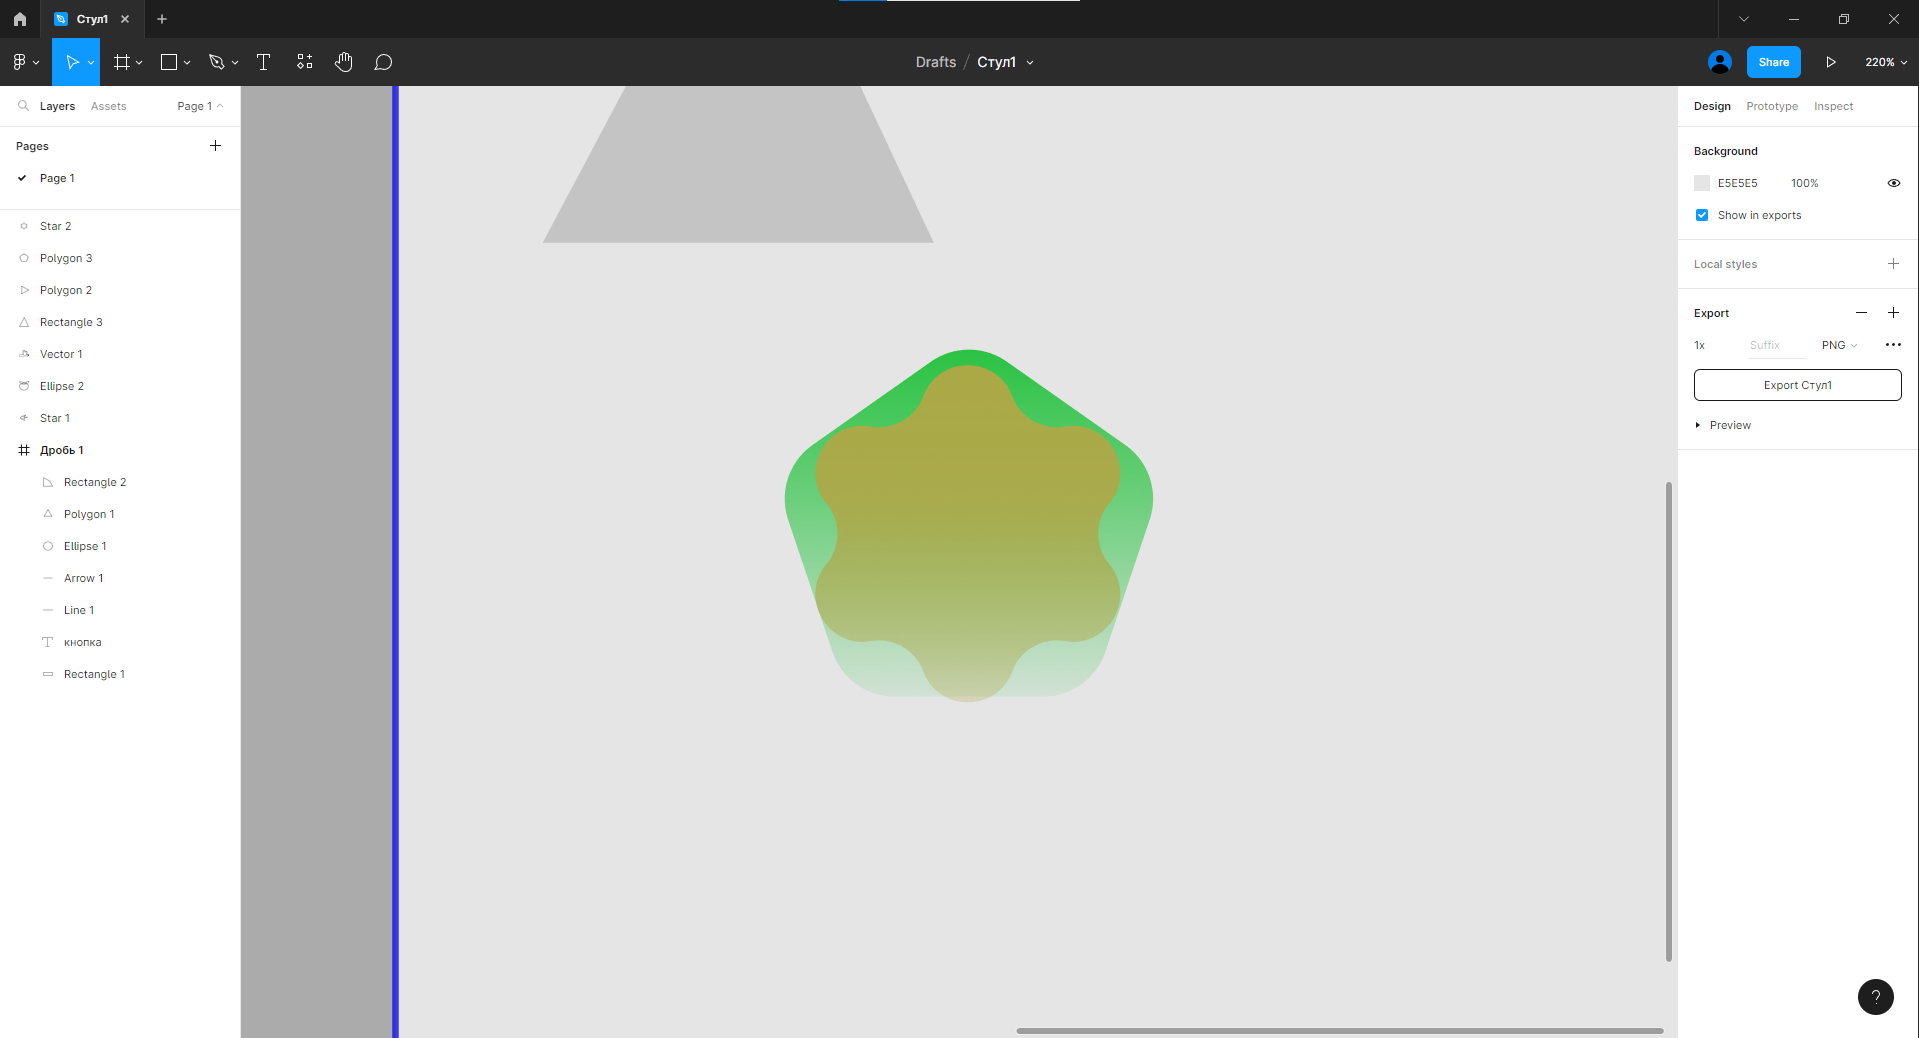 Стул1
Drafts / Стул1
Share
220%
Layers Assets Page 1
Pages
Page 1
Star 2
Polygon 3
Polygon 2
Rectangle 3
Vector 1
Ellipse 2
Star 1
Дробь 1
Rectangle 2
Polygon 1
Ellipse 1
Arrow 1
Line 1
кнопка
Rectangle 1
Design Prototype Inspect
Background
E5E5E5 100%
Show in exports
Local styles
Export
1x Suffix PNG
Export Стул1
Preview
?